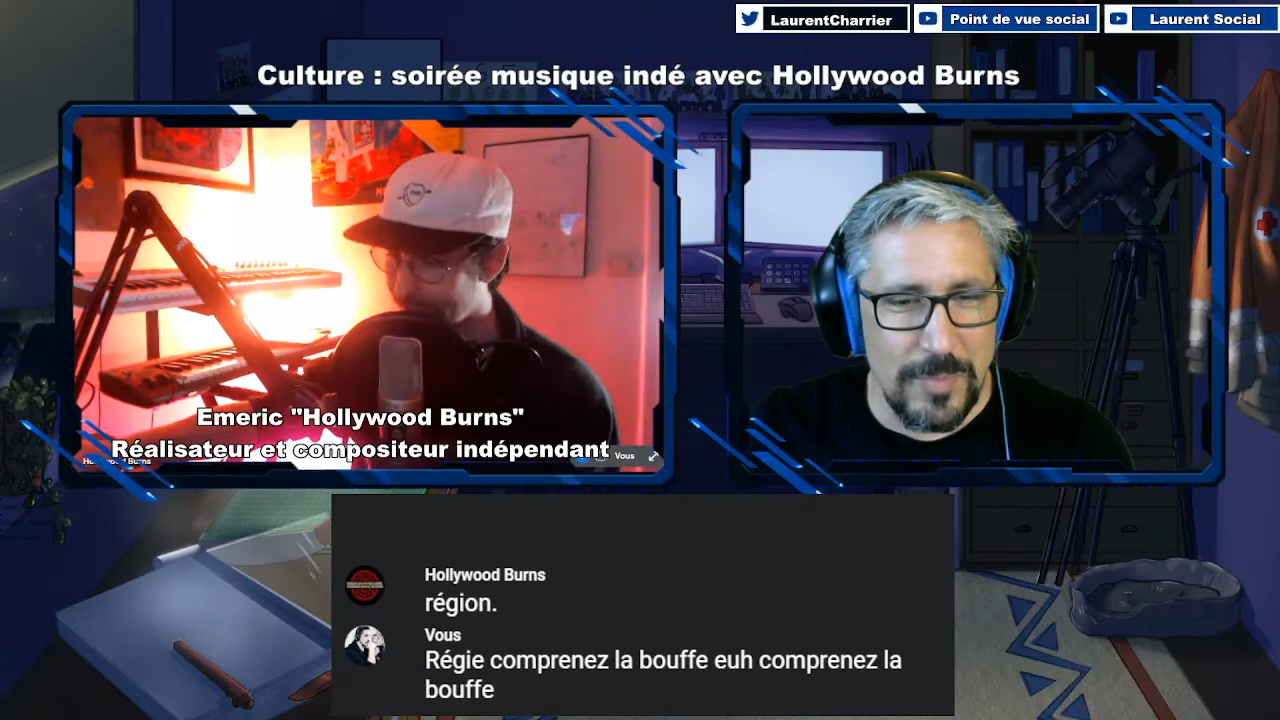 LaurentCharrier
Point de vue social
Laurent Social
Culture : soirée musique indé avec Hollywood Burns
Emeric "Hollywood Burns"
Réalisateur et compositeur indépendant
Vous
Hollywood Burns
région.
Vous
Régie comprenez la bouffe euh comprenez la
bouffe